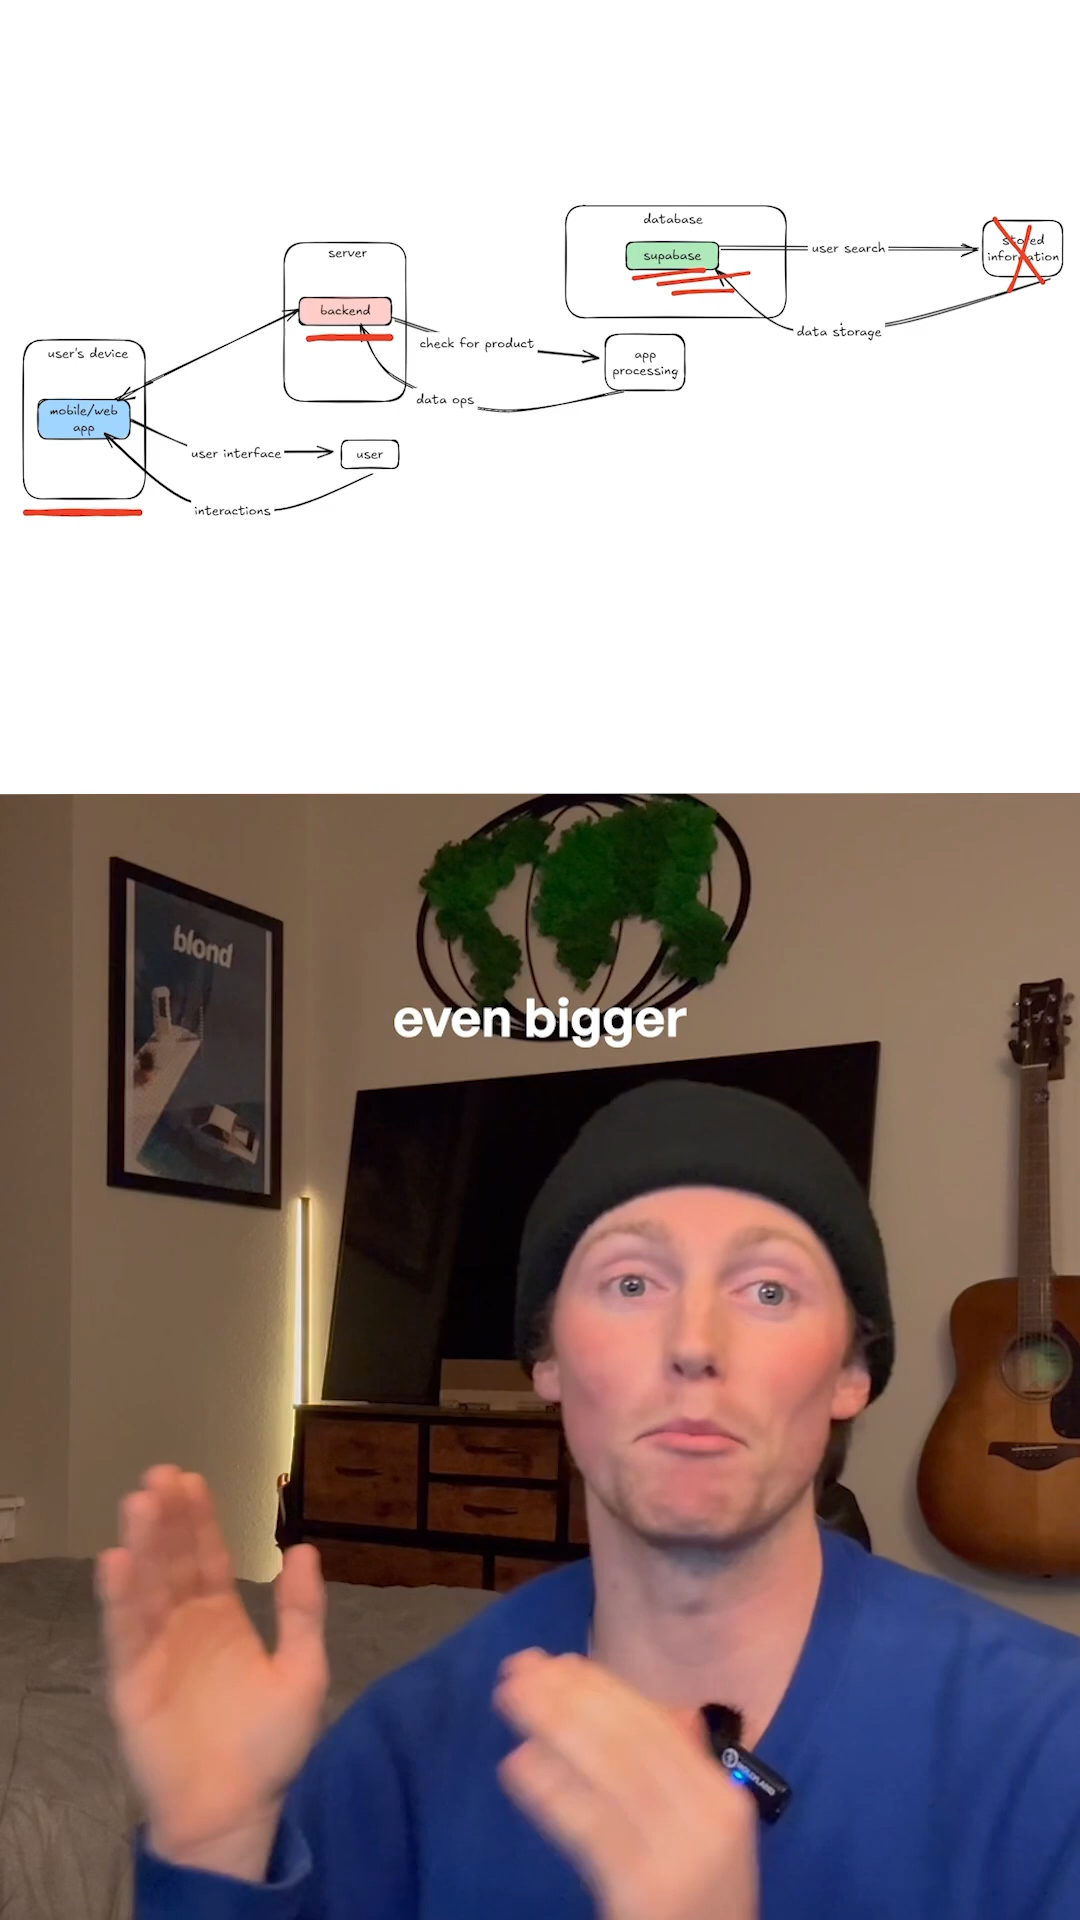 database
supabase
user search
information
data storage
server
backend
check for product
app
processing
data ops
user's device
mobile/web
app
user interface
user
interactions
blond
even bigger
HOLLYLAND